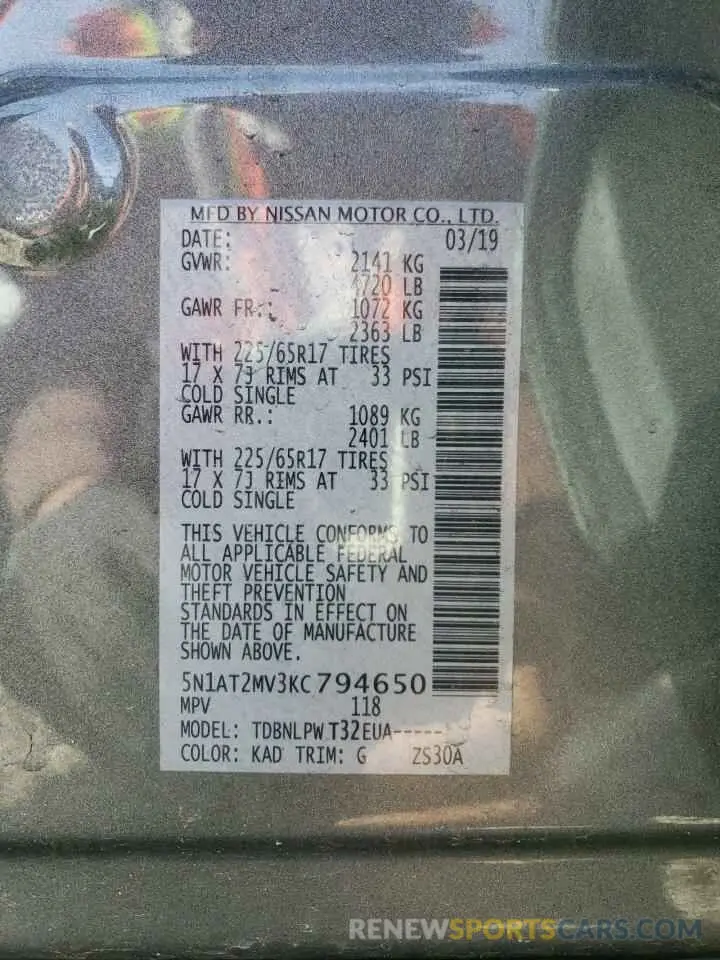 MFD BY NISSAN MOTOR CO., LTD.
DATE: 03/19
GVWR: 2141 KG
4720 LB
GAWR FR.: 1072 KG
2363 LB
WITH 225/65R17 TIRES
17 X 7J RIMS AT 33 PSI
COLD SINGLE
GAWR RR.: 1089 KG
2401 LB
WITH 225/65R17 TIRES
17 X 7J RIMS AT 33 PSI
COLD SINGLE
THIS VEHICLE CONFORMS TO
ALL APPLICABLE FEDERAL
MOTOR VEHICLE SAFETY AND
THEFT PREVENTION
STANDARDS IN EFFECT ON
THE DATE OF MANUFACTURE
SHOWN ABOVE.
5N1AT2MV3KC794650
MPV 118
MODEL: TDBNLPWT32EUA-----
COLOR: KAD TRIM: G ZS30A
RENEWSPORTSCARS.COM